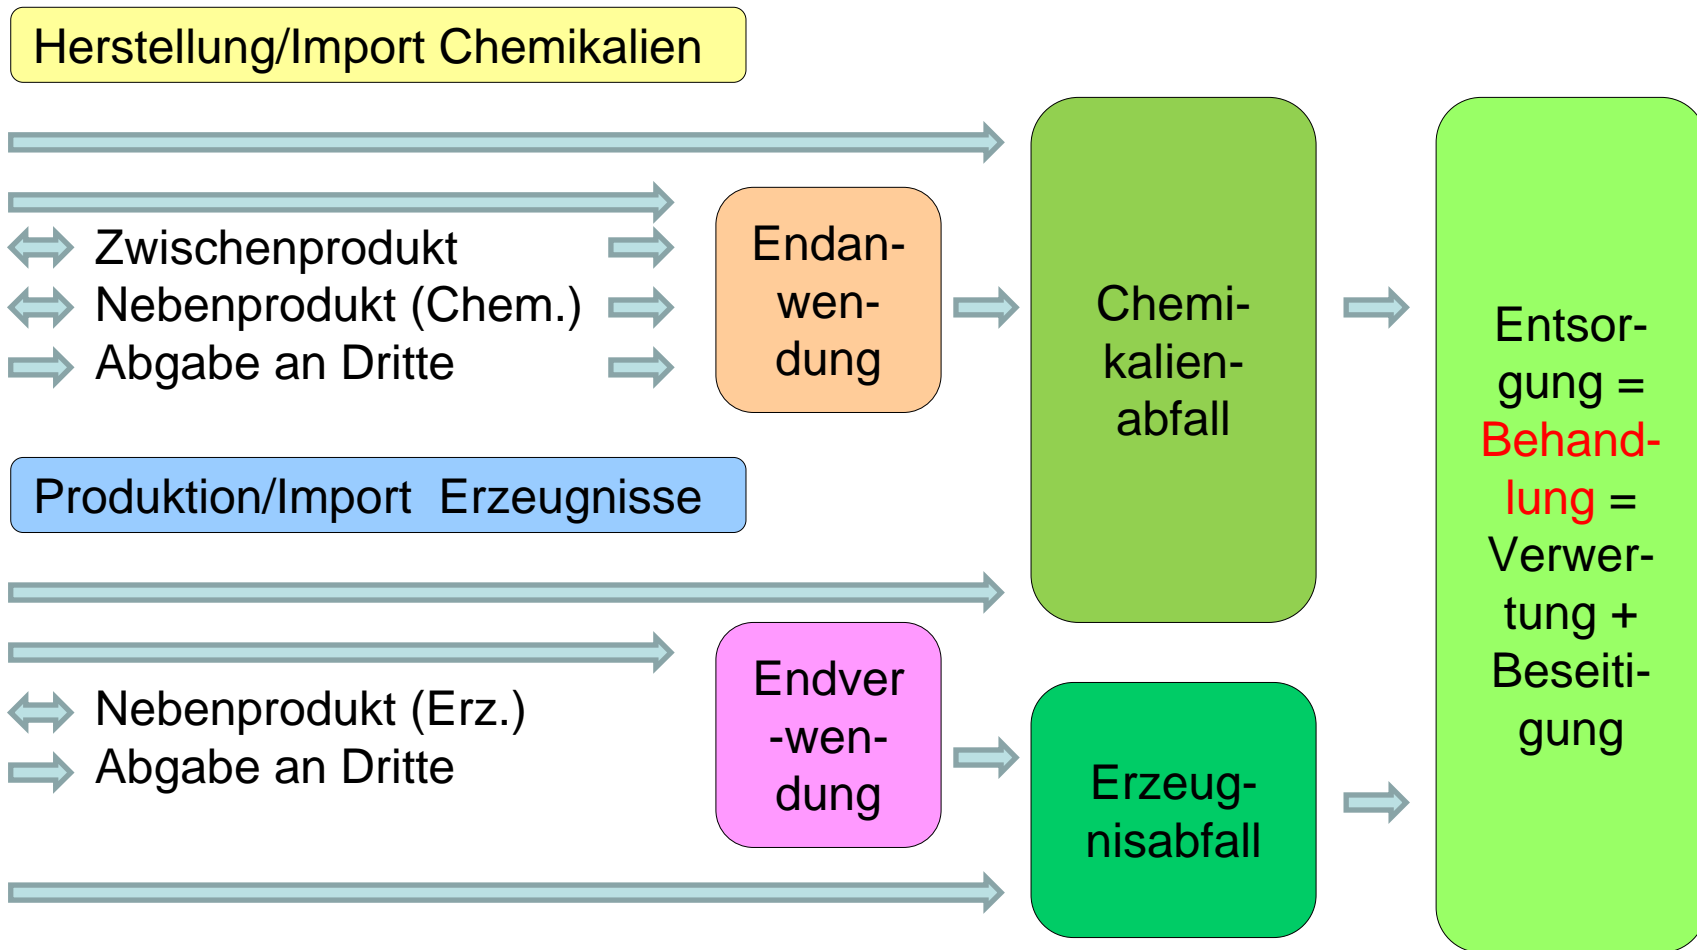 Herstellung/Import Chemikalien
Zwischenprodukt
Nebenprodukt (Chem.)
Abgabe an Dritte
Endan-
wen-
dung
Chemi-
kalien-
abfall
Entsor-
gung =
Behand-
lung =
Verwer-
tung +
Beseiti-
gung
Produktion/Import Erzeugnisse
Nebenprodukt (Erz.)
Abgabe an Dritte
Endver
-wen-
dung
Erzeug-
nisabfall